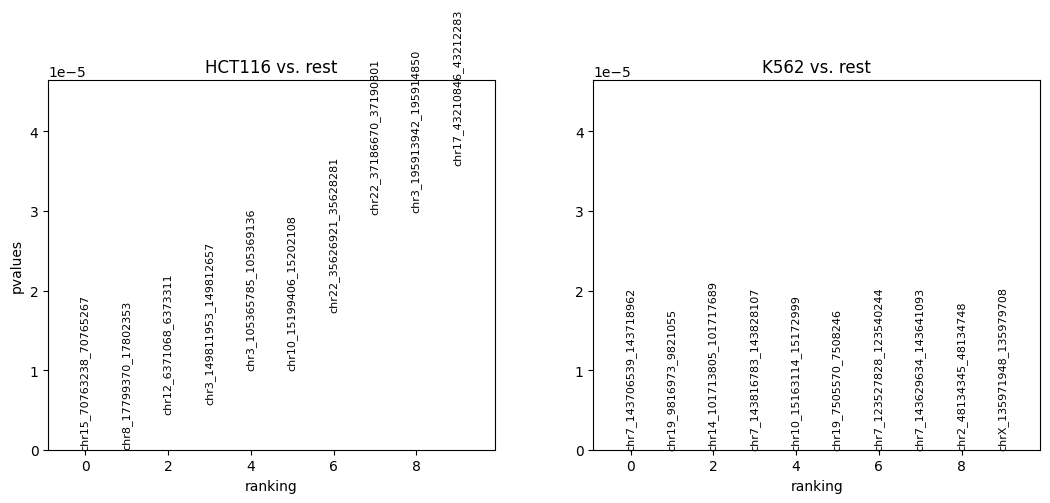 HCT116 vs. rest
1e−5
pvalues
4
3
2
1
0
chr15_70763238_70765267
chr8_17799370_17802353
chr12_6371068_6373311
chr3_149811953_149812657
chr3_105365785_105369136
chr10_15199406_15202108
chr22_35626921_35628281
chr22_37186670_37190801
chr3_195913942_195914850
chr17_43210846_43212283
0
2
4
6
8
ranking
K562 vs. rest
1e−5
4
3
2
1
0
chr7_143706539_143718962
chr19_9816973_9821055
chr14_101713805_101717689
chr7_143816783_143828107
chr10_15163114_15172999
chr19_7505570_7508246
chr7_123527828_123540244
chr7_143629634_143641093
chr2_48134345_48134748
chrX_135971948_135979708
0
2
4
6
8
ranking